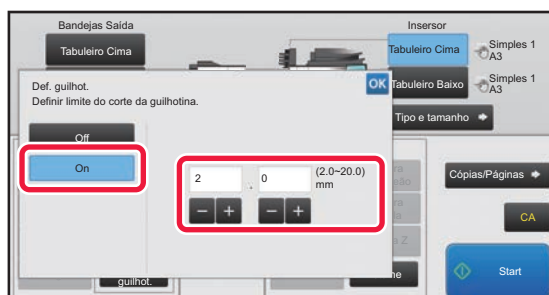 Bandejas Saída
Insersor
Tabuleiro Cima
Tabuleiro Cima
Simples 1
A3
Def. guilhot.
OK
Tabuleiro Baixo
Simples 1
A3
Definir limite do corte da guilhotina.
Tipo e tamanho
Off
On
2 . 0 (2.0~20.0)
mm
Cópias/Páginas
CA
Z
guilhot.
Start